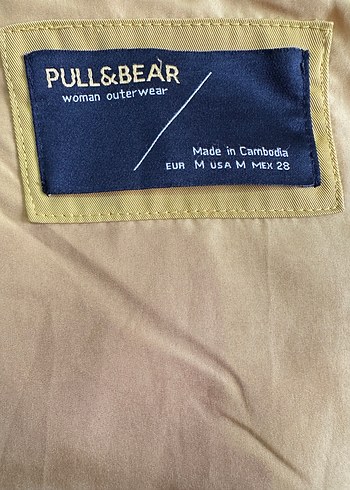 PULL&BEAR
woman outerwear
Made in Cambodia
EUR M USA M MEX 28